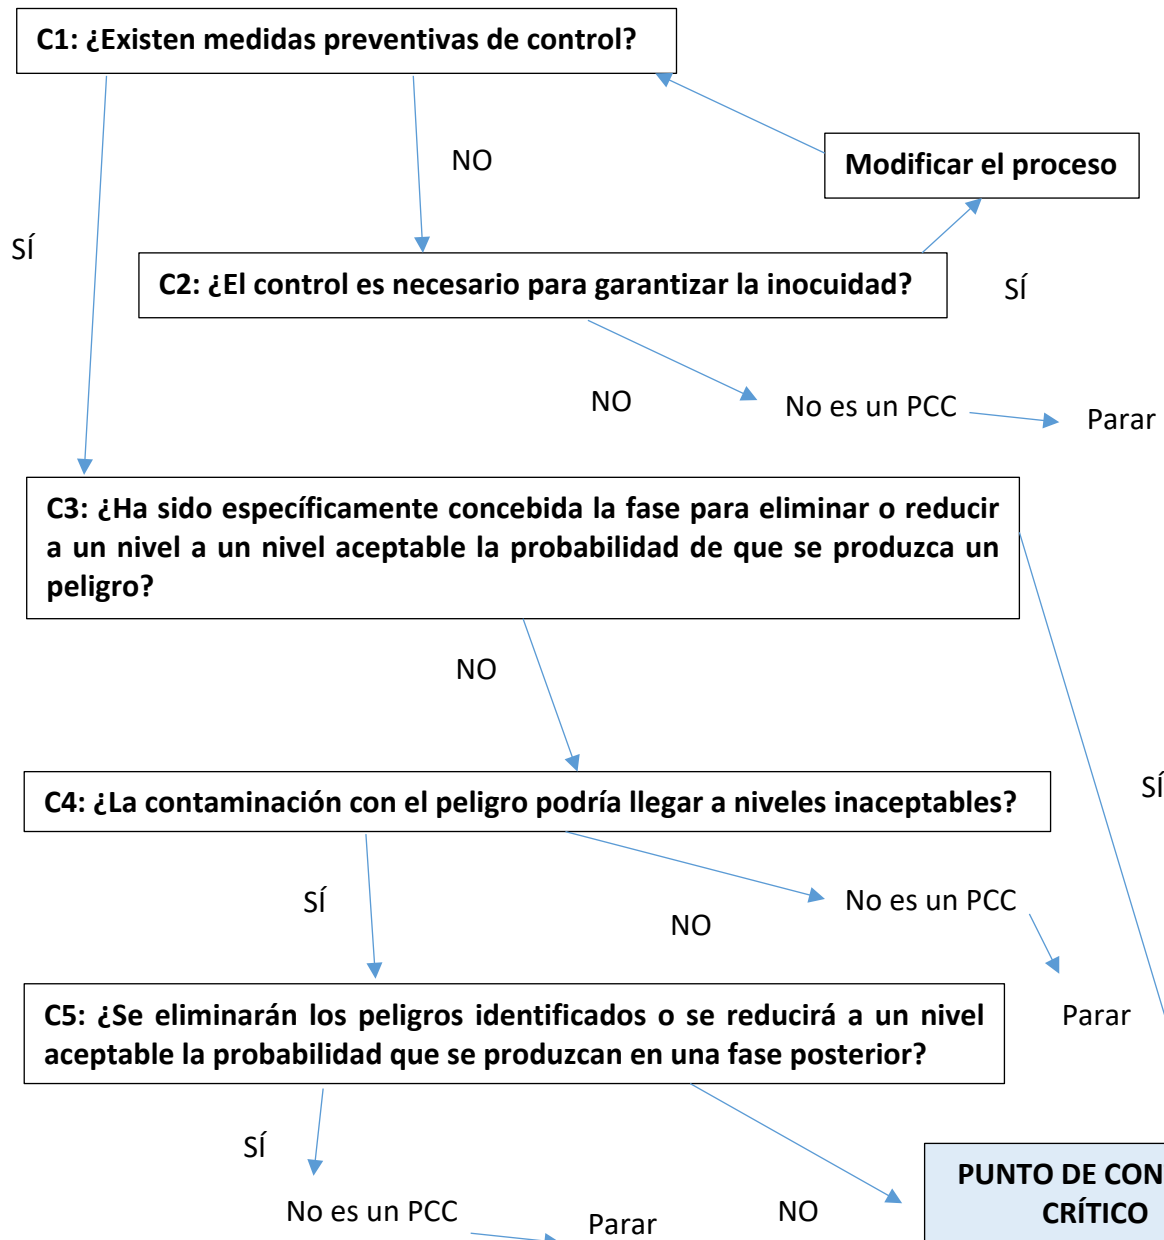 C1: ¿Existen medidas preventivas de control?
NO
Modificar el proceso
SÍ
C2: ¿El control es necesario para garantizar la inocuidad?
SÍ
NO
No es un PCC
Parar
C3: ¿Ha sido específicamente concebida la fase para eliminar o reducir
a un nivel a un nivel aceptable la probabilidad de que se produzca un
peligro?
NO
C4: ¿La contaminación con el peligro podría llegar a niveles inaceptables?
SÍ
SÍ
No es un PCC
NO
C5: ¿Se eliminarán los peligros identificados o se reducirá a un nivel
aceptable la probabilidad que se produzcan en una fase posterior?
Parar
SÍ
No es un PCC
Parar
NO
PUNTO DE CON
CRÍTICO